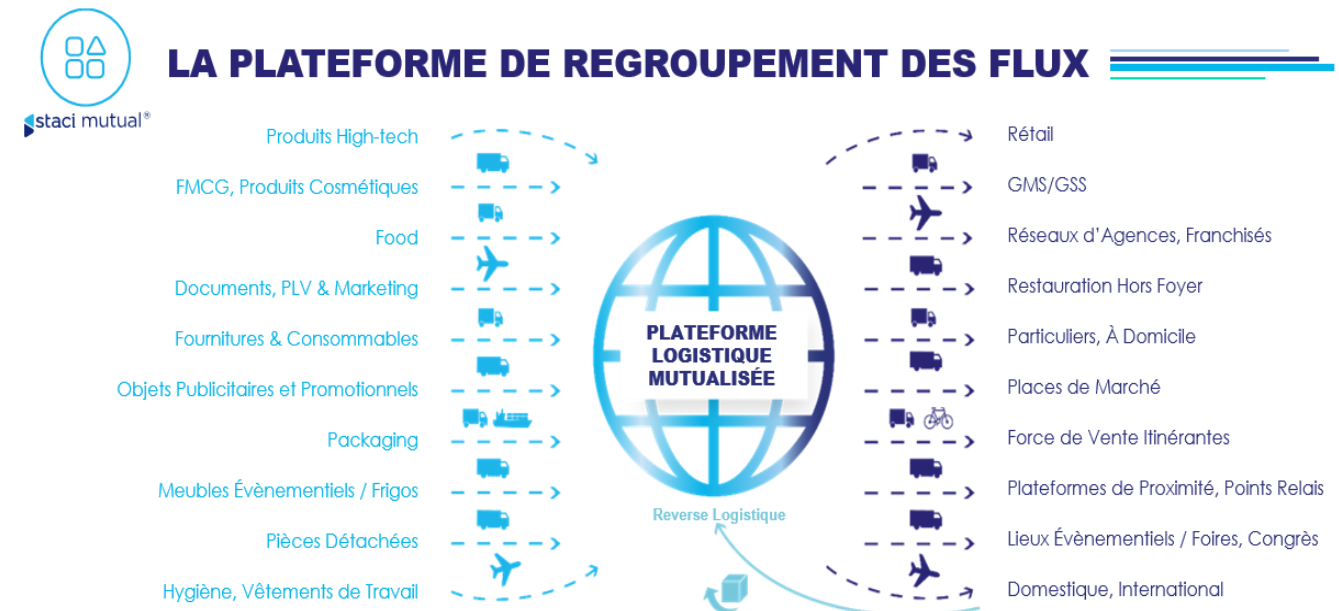 LA PLATEFORME DE REGROUPEMENT DES FLUX
staci mutual®
Produits High-tech
FMCG, Produits Cosmétiques
Food
Documents, PLV & Marketing
Fournitures & Consommables
Objets Publicitaires et Promotionnels
Packaging
Meubles Évènementiels / Frigos
Pièces Détachées
Hygiène, Vêtements de Travail
PLATEFORME
LOGISTIQUE
MUTUALISÉE
Reverse Logistique
Rétail
GMS/GSS
Réseaux d'Agences, Franchisés
Restauration Hors Foyer
Particuliers, À Domicile
Places de Marché
Force de Vente Itinérantes
Plateformes de Proximité, Points Relais
Lieux Évènementiels / Foires, Congrès
Domestique, International